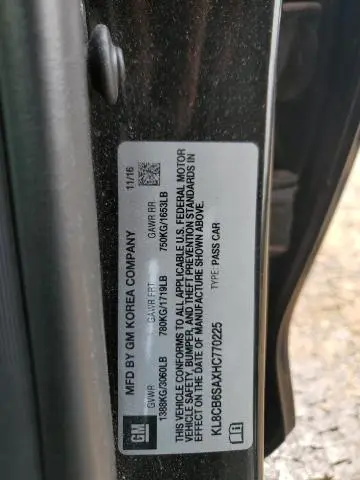 GM
MFD BY GM KOREA COMPANY 11/16
GVWR GAWR FRT GAWR RR
1388KG/3060LB 780KG/1719LB 750KG/1653LB
THIS VEHICLE CONFORMS TO ALL APPLICABLE U.S. FEDERAL MOTOR
VEHICLE SAFETY, BUMPER, AND THEFT PREVENTION STANDARDS IN
EFFECT ON THE DATE OF MANUFACTURE SHOWN ABOVE.
KL8CB6SAXHC770225 TYPE: PASS CAR